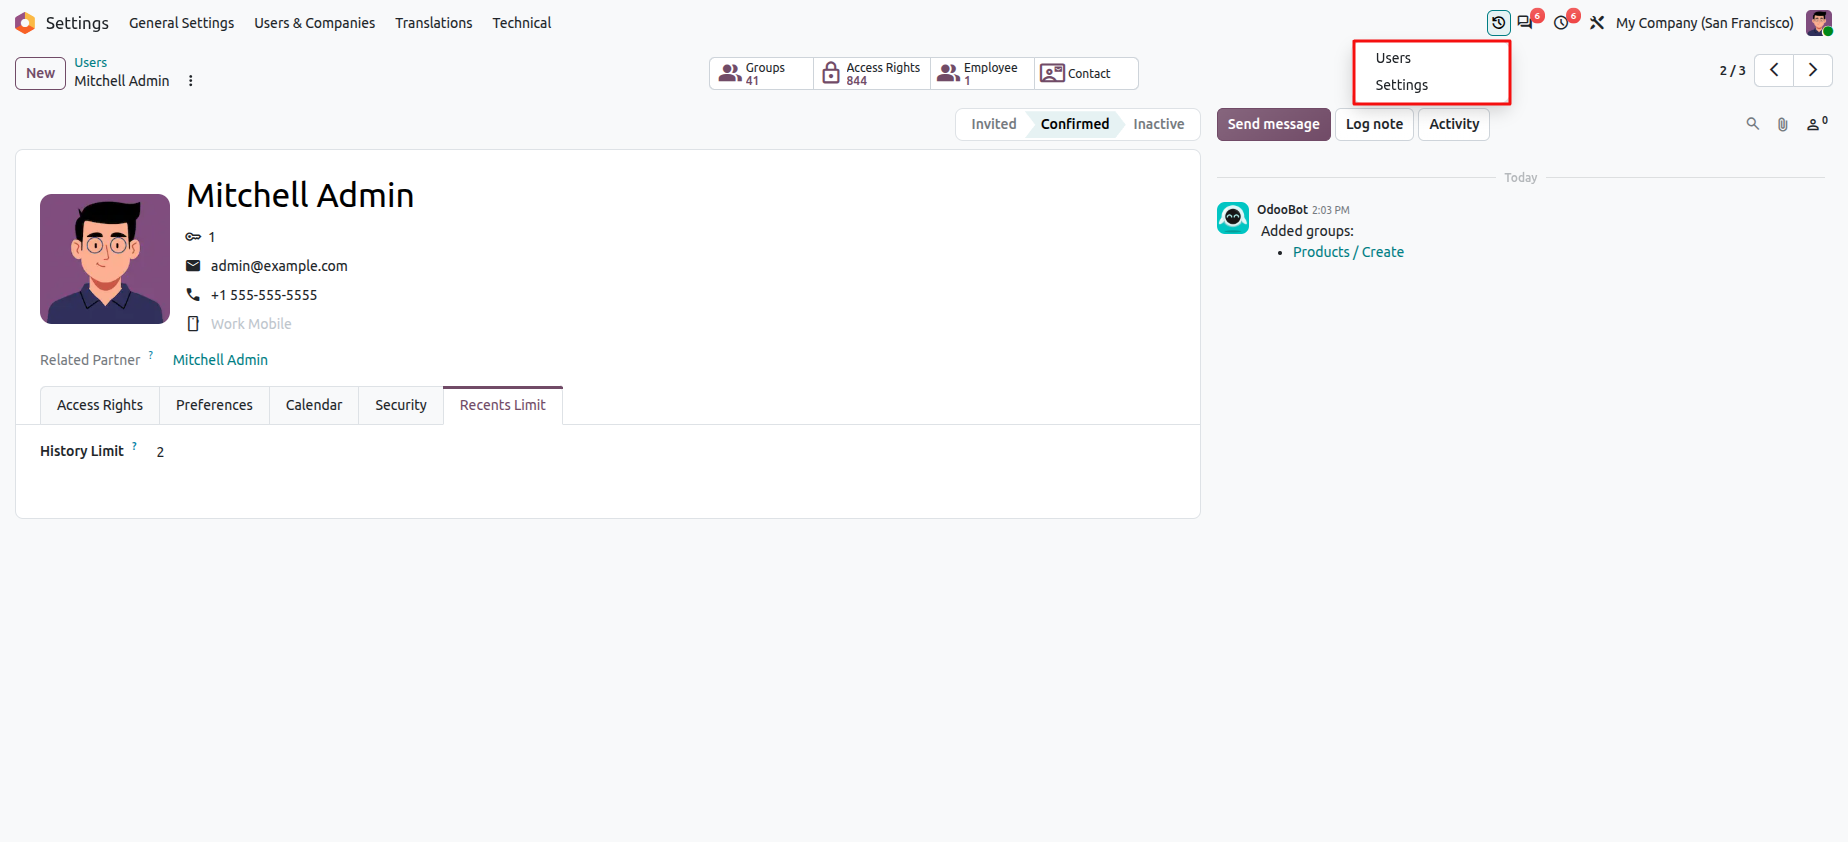 Settings General Settings Users & Companies Translations Technical 6 6 My Company (San Francisco)
New Users
Mitchell Admin
Groups 41
Access Rights 844
Employee 1
Contact
Users
Settings
2 / 3
Invited Confirmed Inactive
Send message Log note Activity 0
Mitchell Admin
1
admin@example.com
+1 555-555-5555
Work Mobile
Related Partner ? Mitchell Admin
Access Rights Preferences Calendar Security Recents Limit
History Limit ? 2
Today
OdooBot 2:03 PM
Added groups:
• Products / Create